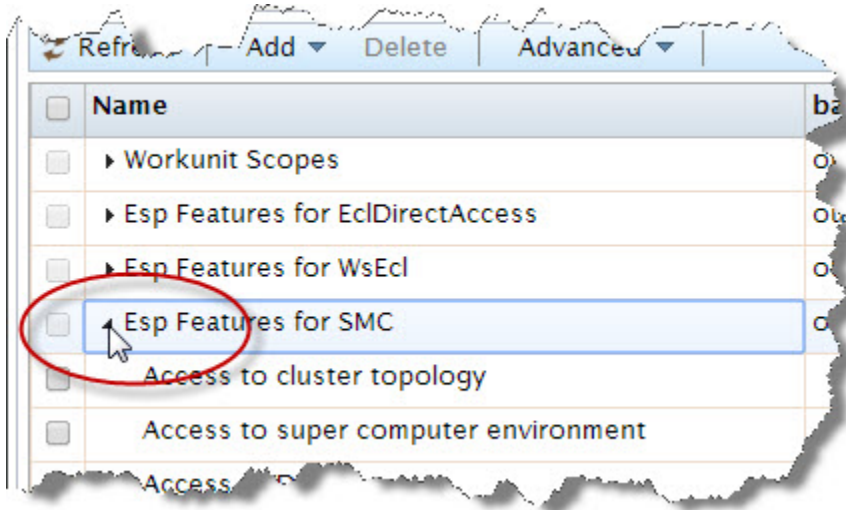 Add Delete Advanced
Name
Workunit Scopes
Esp Features for EclDirectAccess
Esp Features for WsEcl
Esp Features for SMC
Access to cluster topology
Access to super computer environment
Access